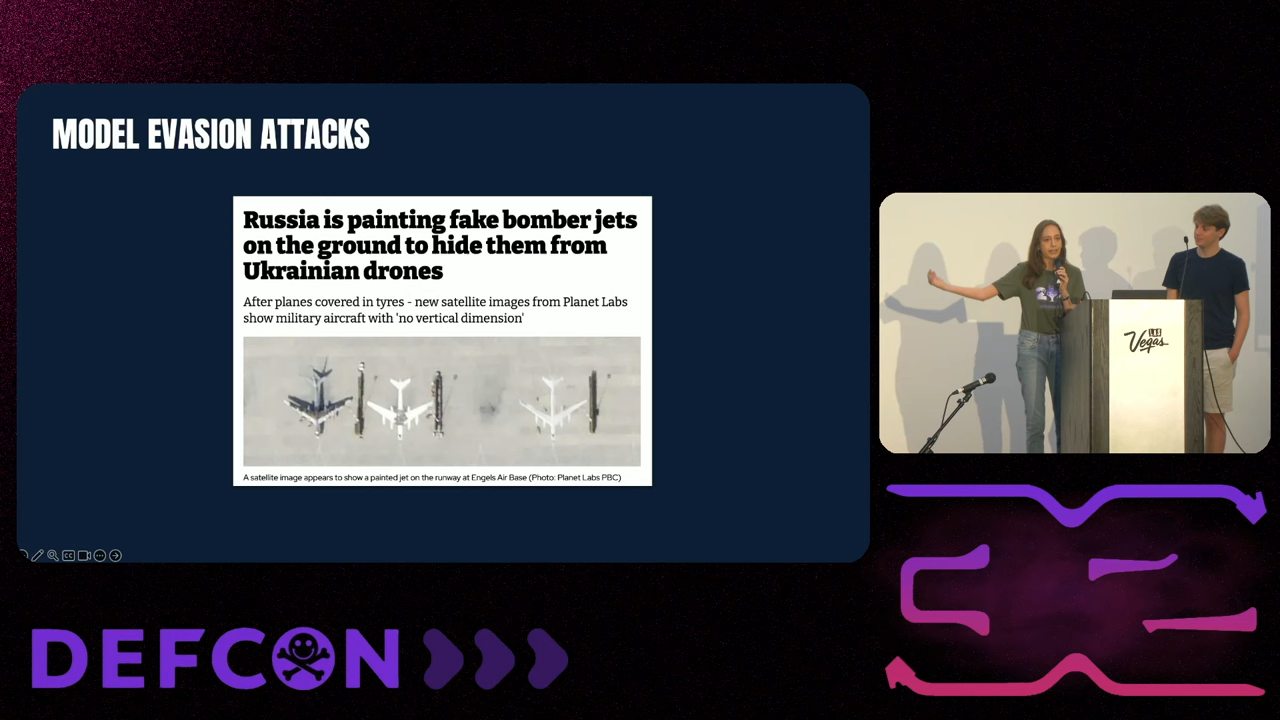 MODEL EVASION ATTACKS
Russia is painting fake bomber jets
on the ground to hide them from
Ukrainian drones
After planes covered in tyres - new satellite images from Planet Labs
show military aircraft with 'no vertical dimension'
A satellite image appears to show a painted jet on the runway at Engels Air Base (Photo: Planet Labs PBC)
LAS
Vegas
DEFCON